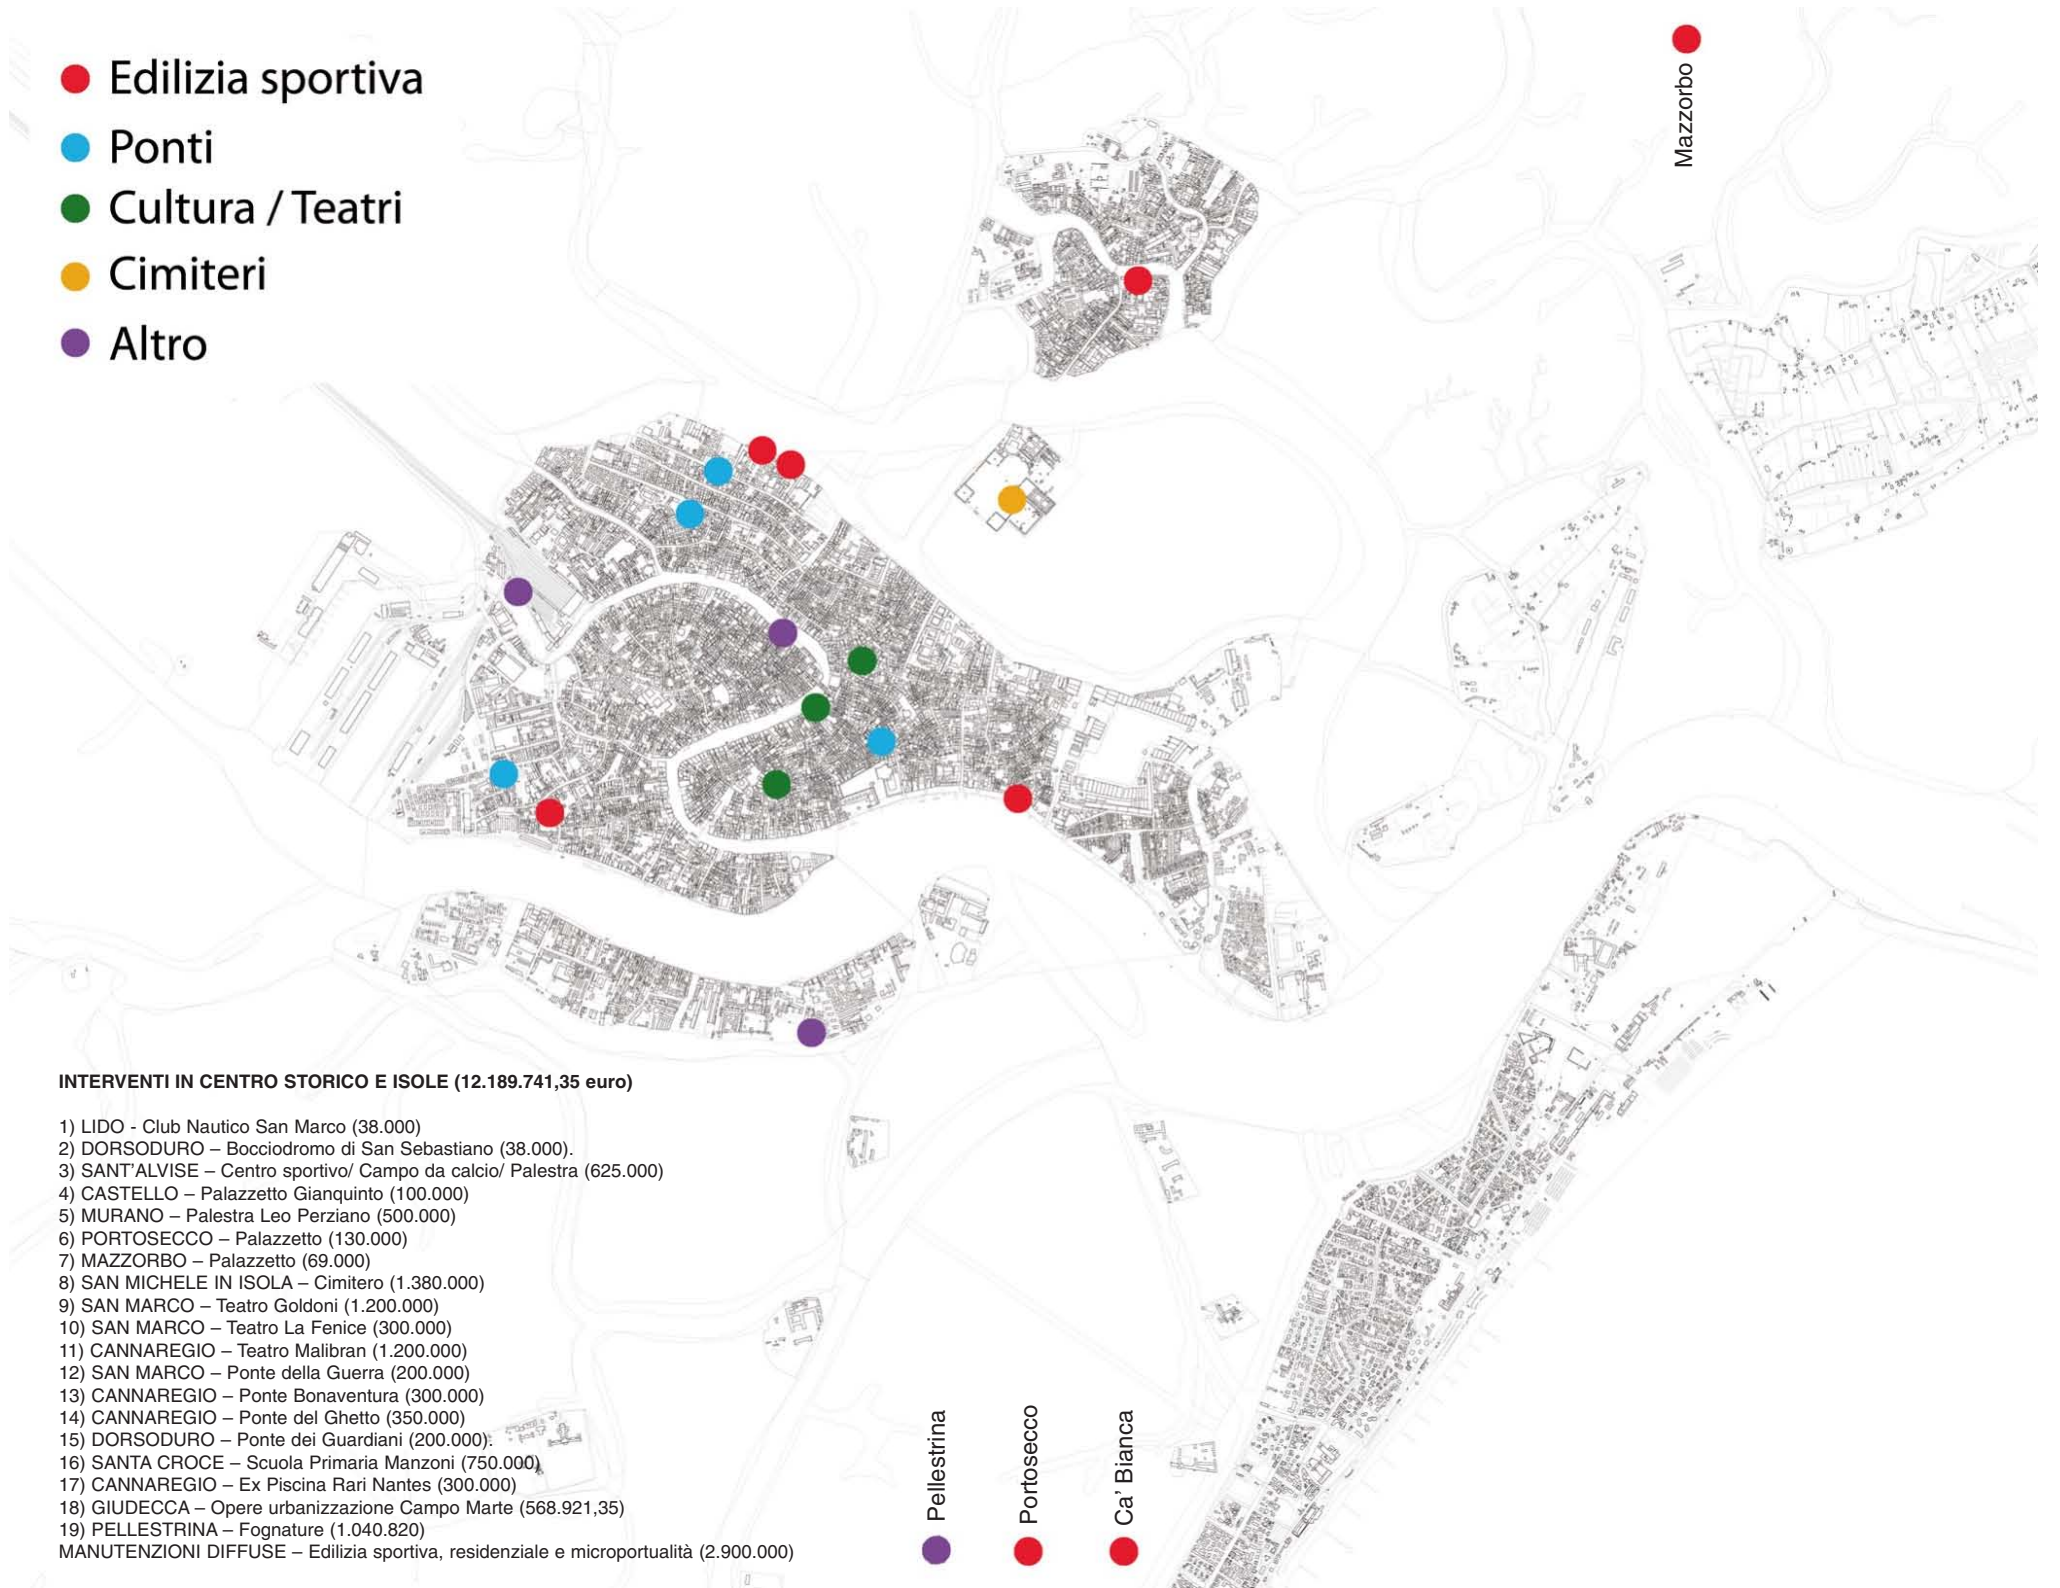 Edilizia sportiva
Ponti
Cultura / Teatri
Cimiteri
Altro
Mazzorbo
INTERVENTI IN CENTRO STORICO E ISOLE (12.189.741,35 euro)
1) LIDO - Club Nautico San Marco (38.000)
2) DORSODURO – Bocciodromo di San Sebastiano (38.000).
3) SANT'ALVISE – Centro sportivo/ Campo da calcio/ Palestra (625.000)
4) CASTELLO – Palazzetto Gianquinto (100.000)
5) MURANO – Palestra Leo Perziano (500.000)
6) PORTOSECCO – Palazzetto (130.000)
7) MAZZORBO – Palazzetto (69.000)
8) SAN MICHELE IN ISOLA – Cimitero (1.380.000)
9) SAN MARCO – Teatro Goldoni (1.200.000)
10) SAN MARCO – Teatro La Fenice (300.000)
11) CANNAREGIO – Teatro Malibran (1.200.000)
12) SAN MARCO – Ponte della Guerra (200.000)
13) CANNAREGIO – Ponte Bonaventura (300.000)
14) CANNAREGIO – Ponte del Ghetto (350.000)
15) DORSODURO – Ponte dei Guardiani (200.000).
16) SANTA CROCE – Scuola Primaria Manzoni (750.000)
17) CANNAREGIO – Ex Piscina Rari Nantes (300.000)
18) GIUDECCA – Opere urbanizzazione Campo Marte (568.921,35)
19) PELLESTRINA – Fognature (1.040.820)
MANUTENZIONI DIFFUSE – Edilizia sportiva, residenziale e microportualità (2.900.000)
Pellestrina
Portosecco
Ca' Bianca